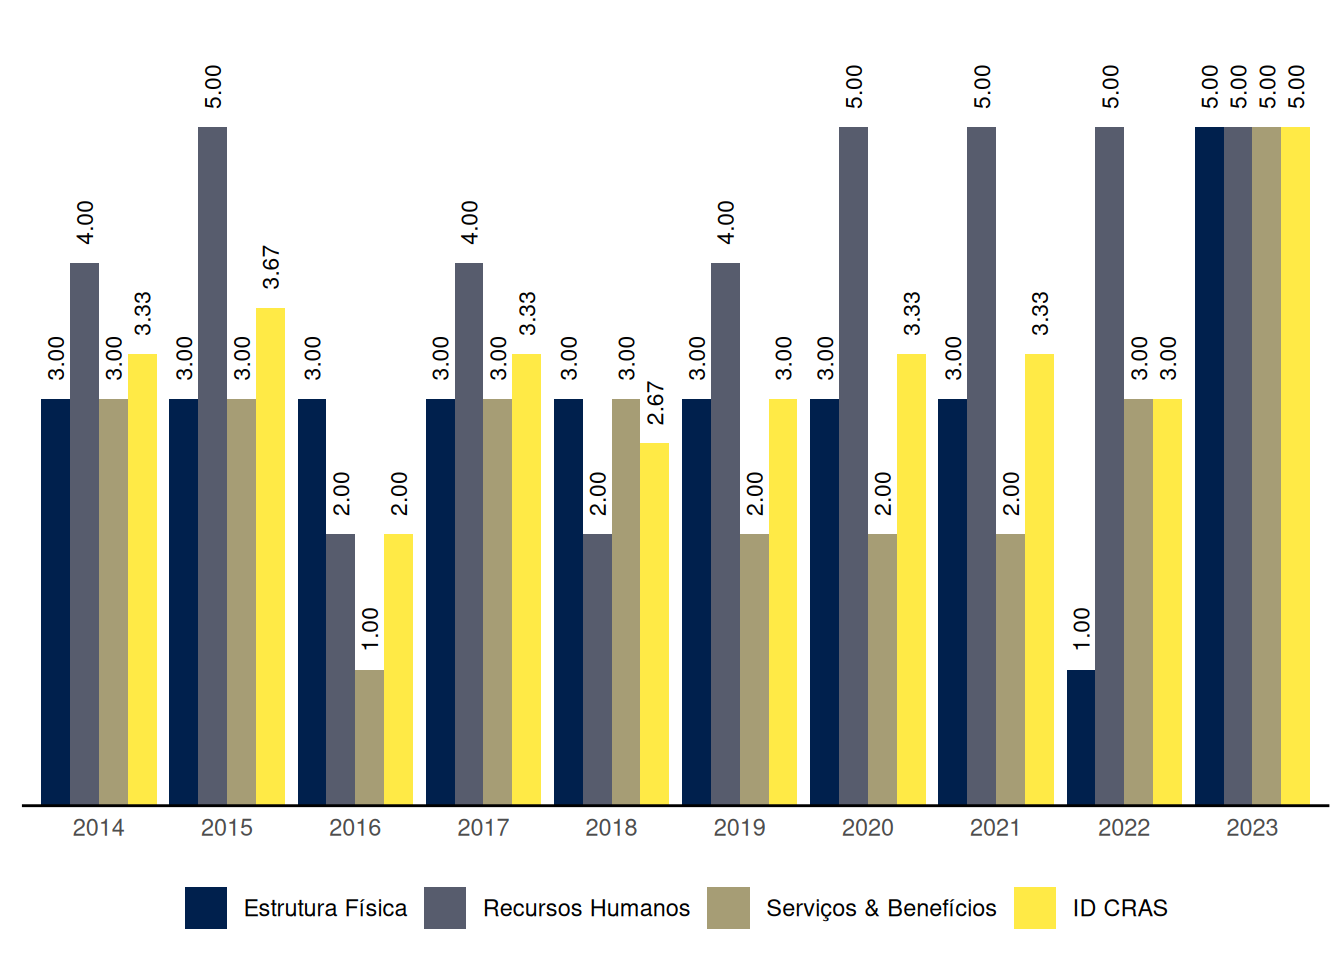 3.00 4.00 3.00 3.33
3.00 5.00 3.00 3.67
3.00 2.00 1.00 2.00
3.00 4.00 3.00 3.33
3.00 2.00 3.00 2.67
3.00 4.00 2.00 3.00
3.00 5.00 2.00 3.33
3.00 5.00 2.00 3.33
1.00 5.00 3.00 3.00
5.00 5.00 5.00 5.00
2014 2015 2016 2017 2018 2019 2020 2021 2022 2023
Estrutura Física Recursos Humanos Serviços & Benefícios ID CRAS